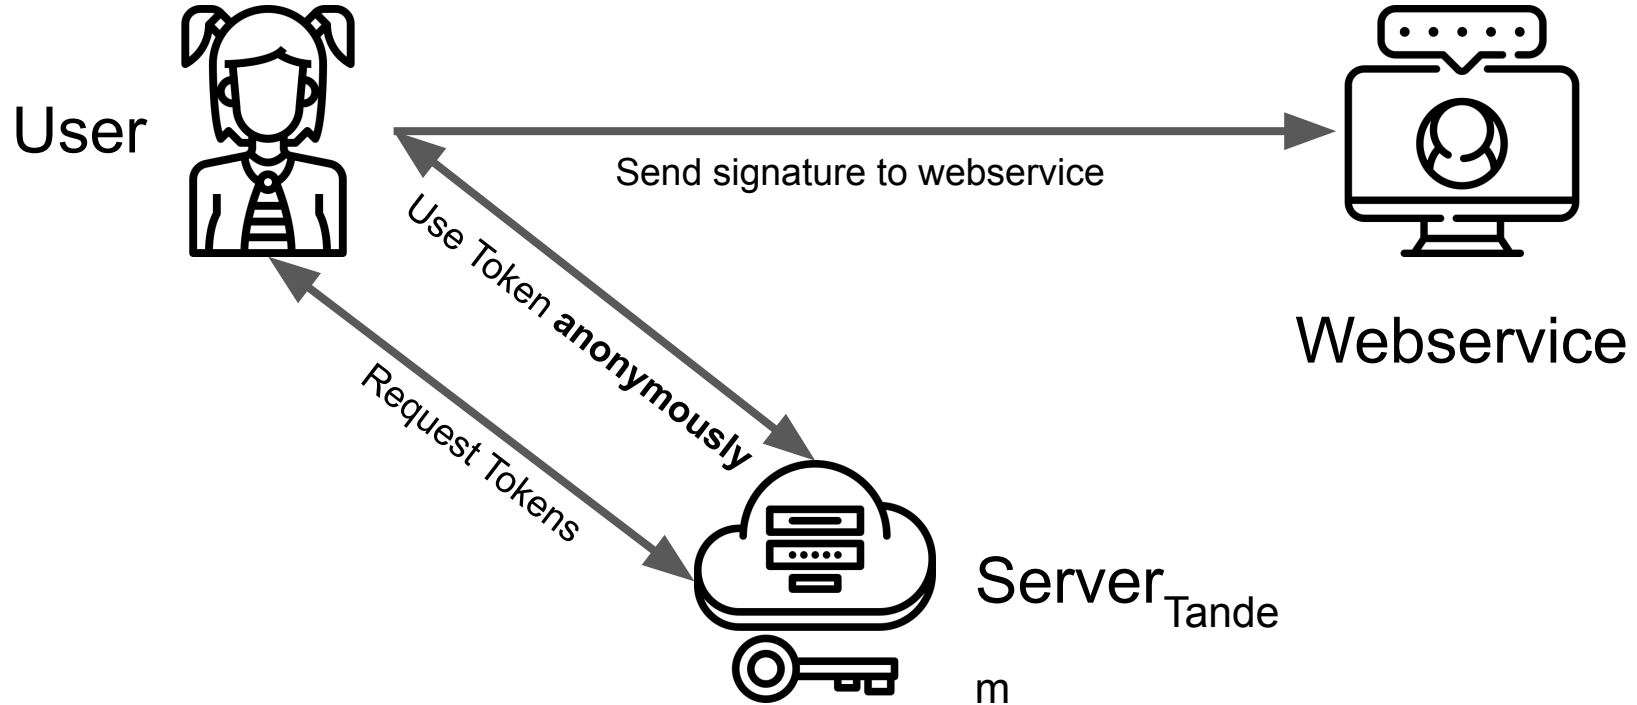 User
Send signature to webservice
Use Token anonymously
Request Tokens
Webservice
Server Tande
m